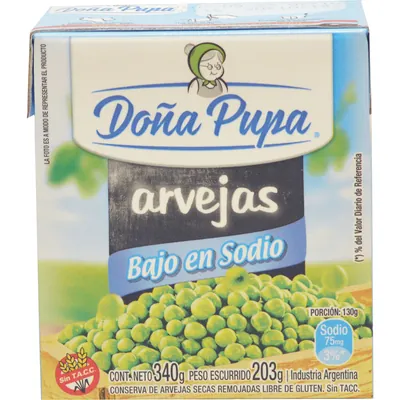 Doña Pupa®
arvejas
Bajo en Sodio
LA FOTO ES A MODO DE REPRESENTAR EL PRODUCTO
(*) % del Valor Diario de Referencia
PORCIÓN: 130g
Sodio
75mg
3%*
Sin T.A.C.C.
CONT. NETO 340g PESO ESCURRIDO 203g | Industria Argentina
CONSERVA DE ARVEJAS SECAS REMOJADAS LIBRE DE GLUTEN. Sin TACC.